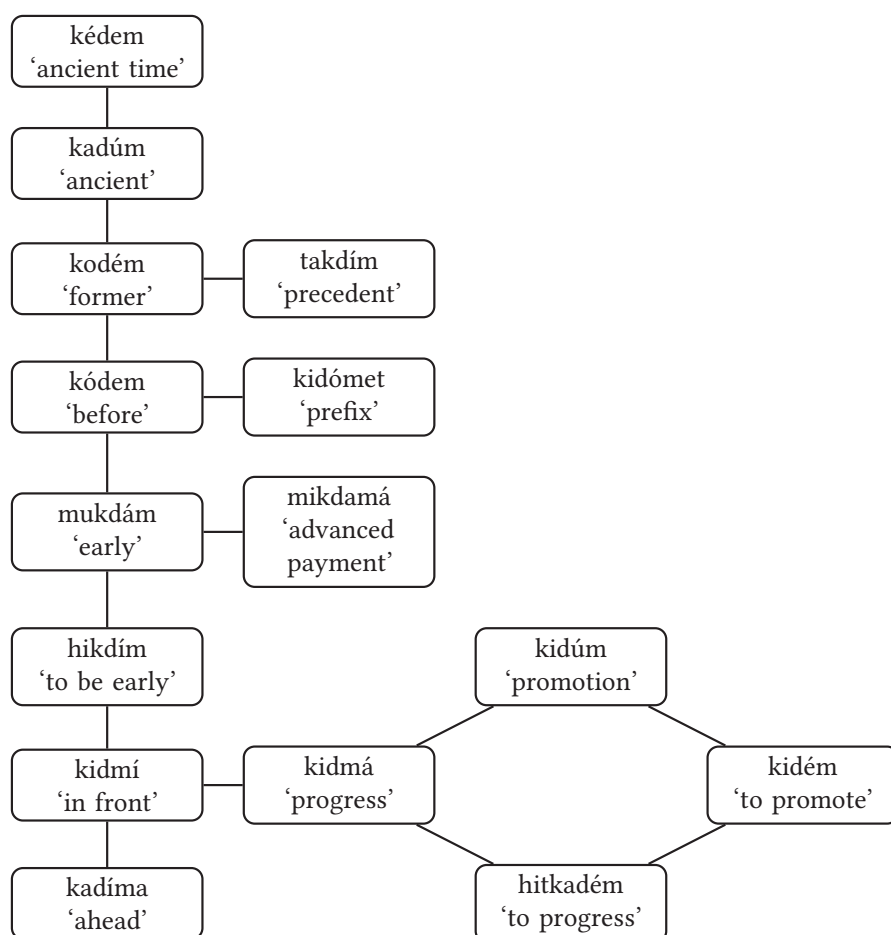 kédem
‘ancient time’
kadúm
‘ancient’
kodém
‘former’
takdím
‘precedent’
kódem
‘before’
kidómet
‘prefix’
mukdám
‘early’
mikdamá
‘advanced
payment’
hikdím
‘to be early’
kidúm
‘promotion’
kidmí
‘in front’
kidmá
‘progress’
kidém
‘to promote’
kadíma
‘ahead’
hitkadém
‘to progress’